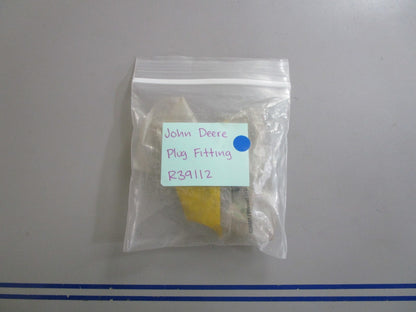 John Deere
Plug Fitting
R39112